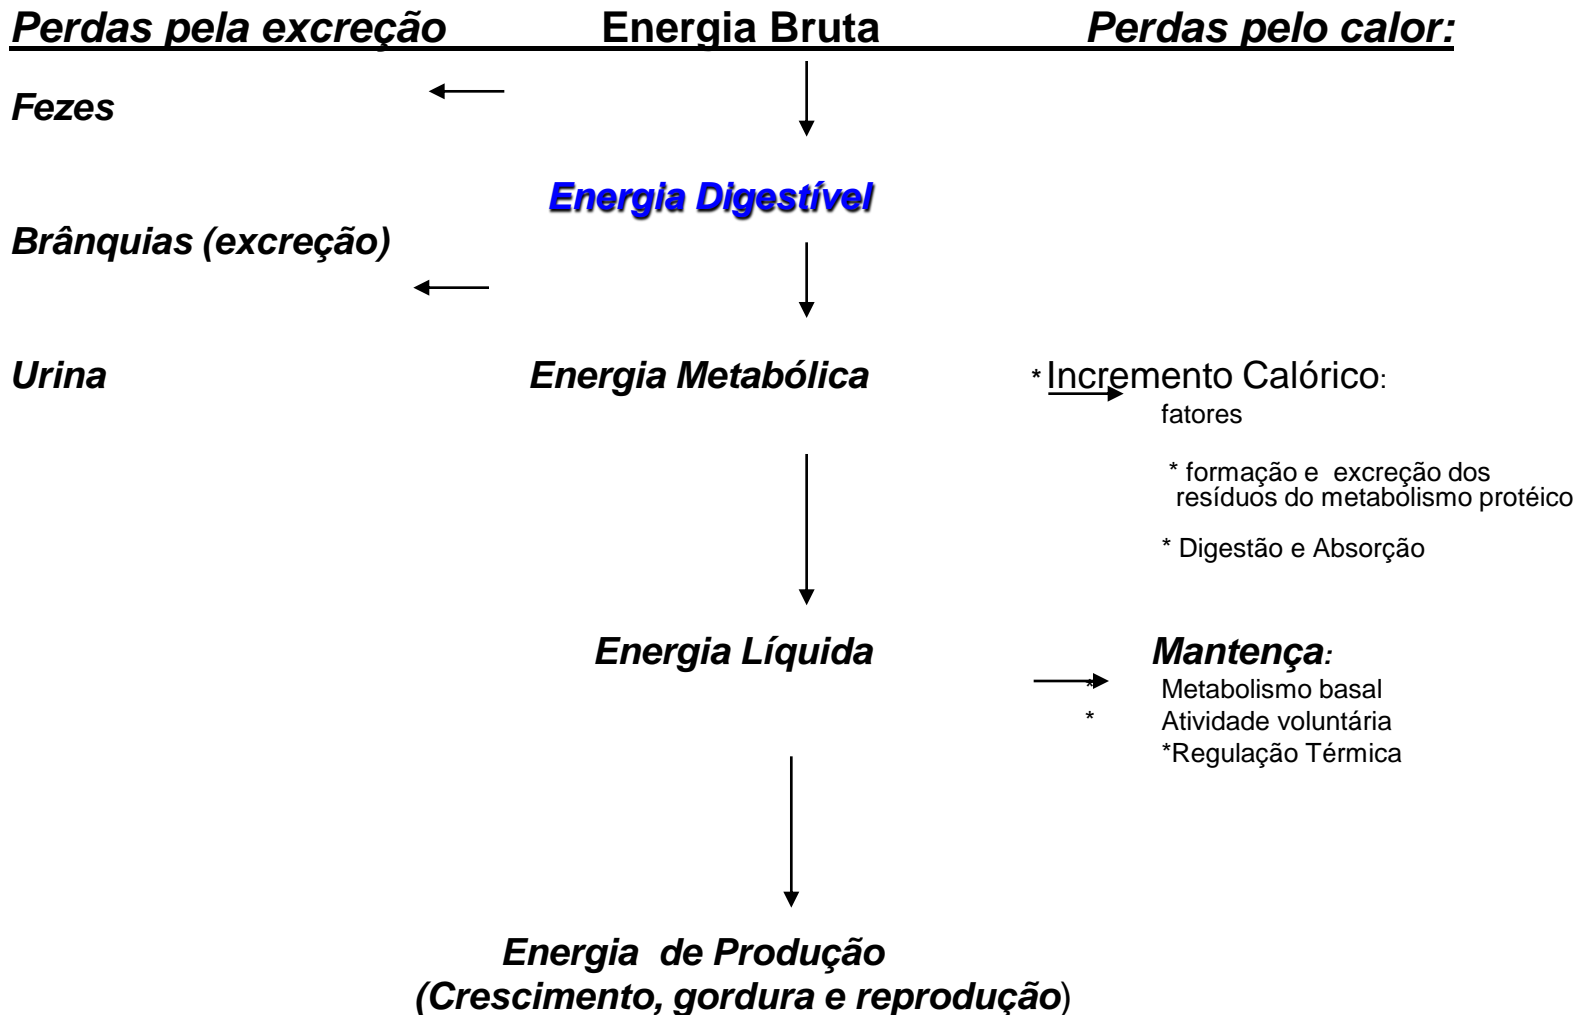 Perdas pela excreção Energia Bruta Perdas pelo calor:
Fezes
Energia Digestível
Brânquias (excreção)
Urina Energia Metabólica * Incremento Calórico:
fatores
* formação e excreção dos
resíduos do metabolismo protéico
* Digestão e Absorção
Energia Líquida Mantença:
* Metabolismo basal
* Atividade voluntária
*Regulação Térmica
Energia de Produção
(Crescimento, gordura e reprodução)